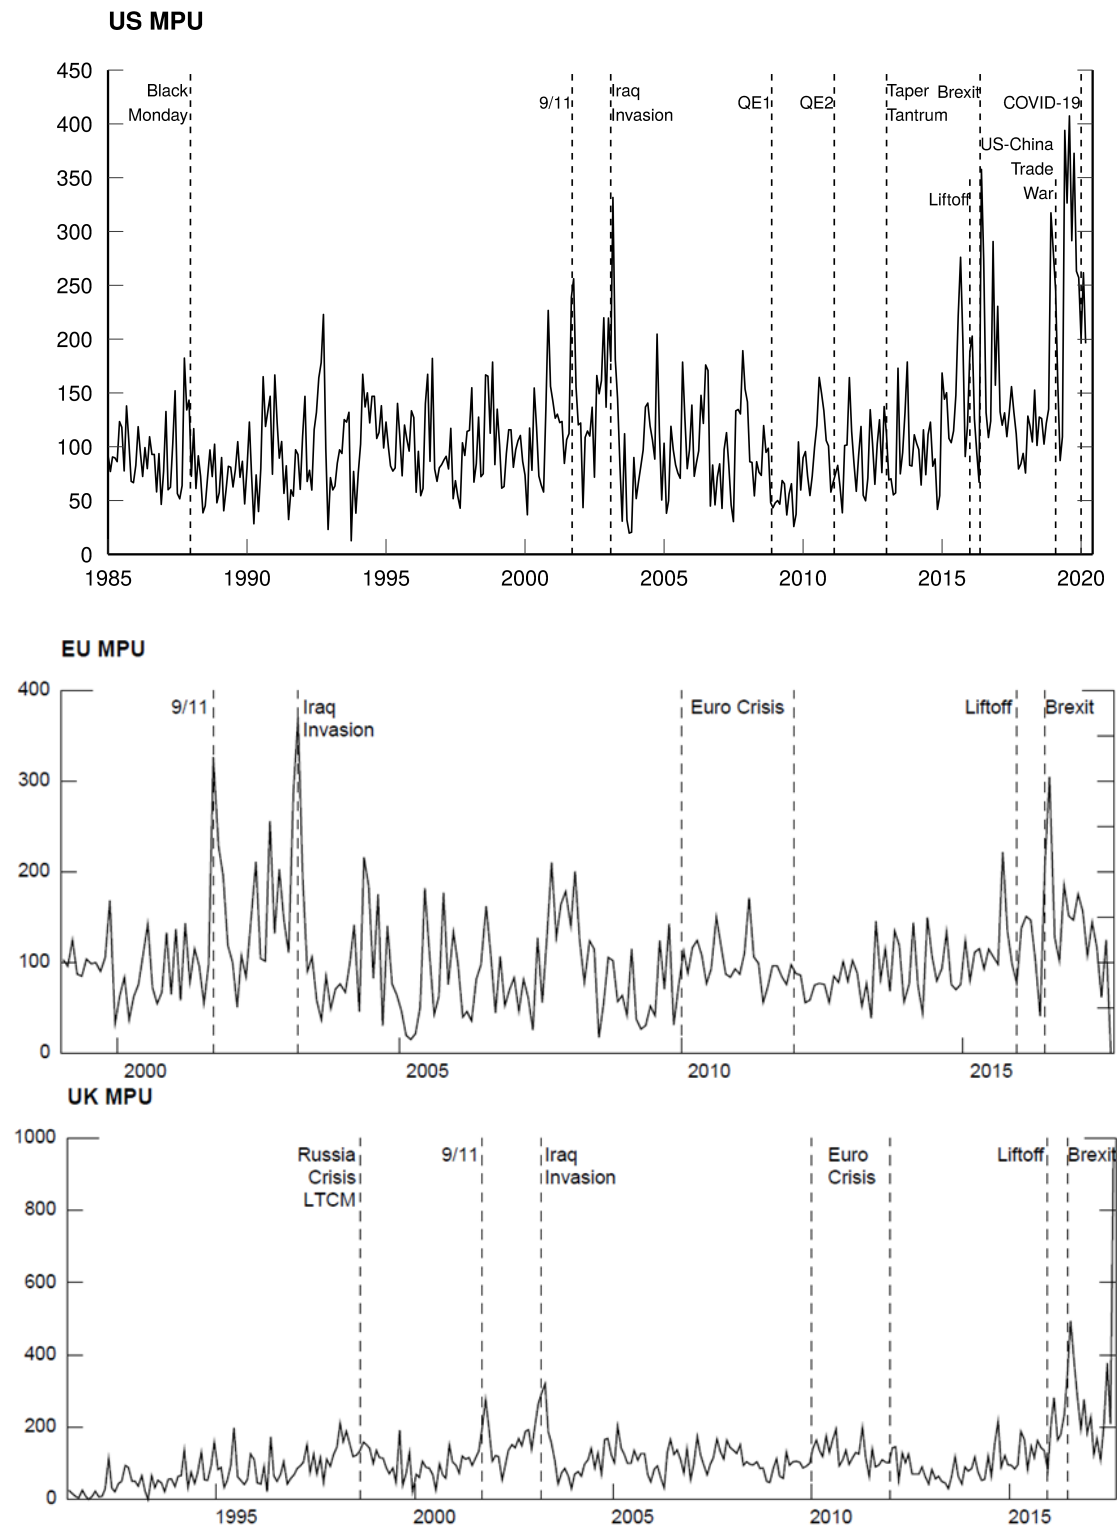 US MPU
450
400
350
300
250
200
150
100
50
0
Black
Monday
9/11
Iraq
Invasion
QE1
QE2
Taper
Tantrum
Brexit
COVID-19
US-China
Trade
War
Liftoff
1985
1990
1995
2000
2005
2010
2015
2020
EU MPU
400
300
200
100
0
9/11
Iraq
Invasion
Euro Crisis
Liftoff
Brexit
2000
2005
2010
2015
UK MPU
1000
800
600
400
200
0
Russia
Crisis
LTCM
9/11
Iraq
Invasion
Euro
Crisis
Liftoff
Brexit
1995
2000
2005
2010
2015